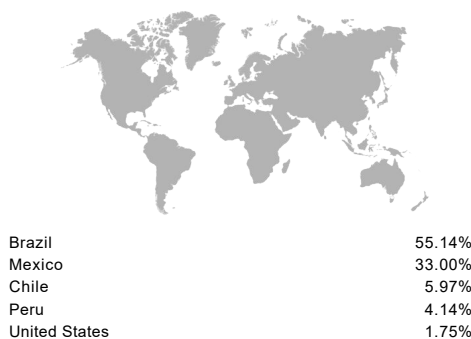 Brazil 55.14%
Mexico 33.00%
Chile 5.97%
Peru 4.14%
United States 1.75%